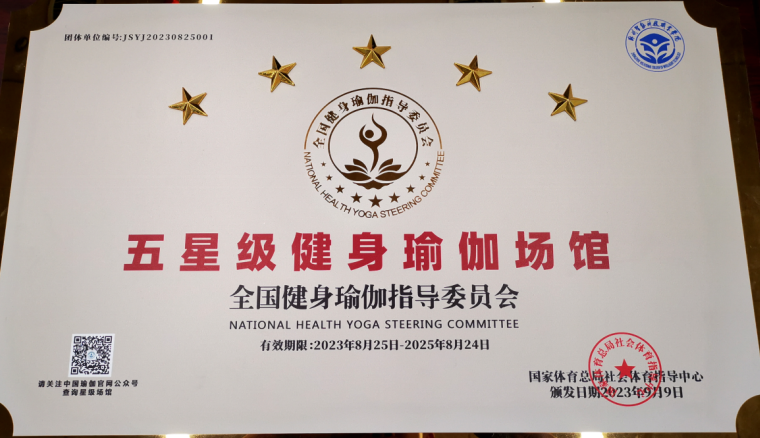 团体单位编号:JSYJ20230825001
全国健身瑜伽指导委员会
NATIONAL HEALTH YOGA STEERING COMMITTEE
五星级健身瑜伽场馆
全国健身瑜伽指导委员会
NATIONAL HEALTH YOGA STEERING COMMITTEE
有效期限:2023年8月25日-2025年8月24日
请关注中国瑜伽官网公众号
查询星级场馆
国家体育总局社会体育指导中心
颁发日期2023年9月9日